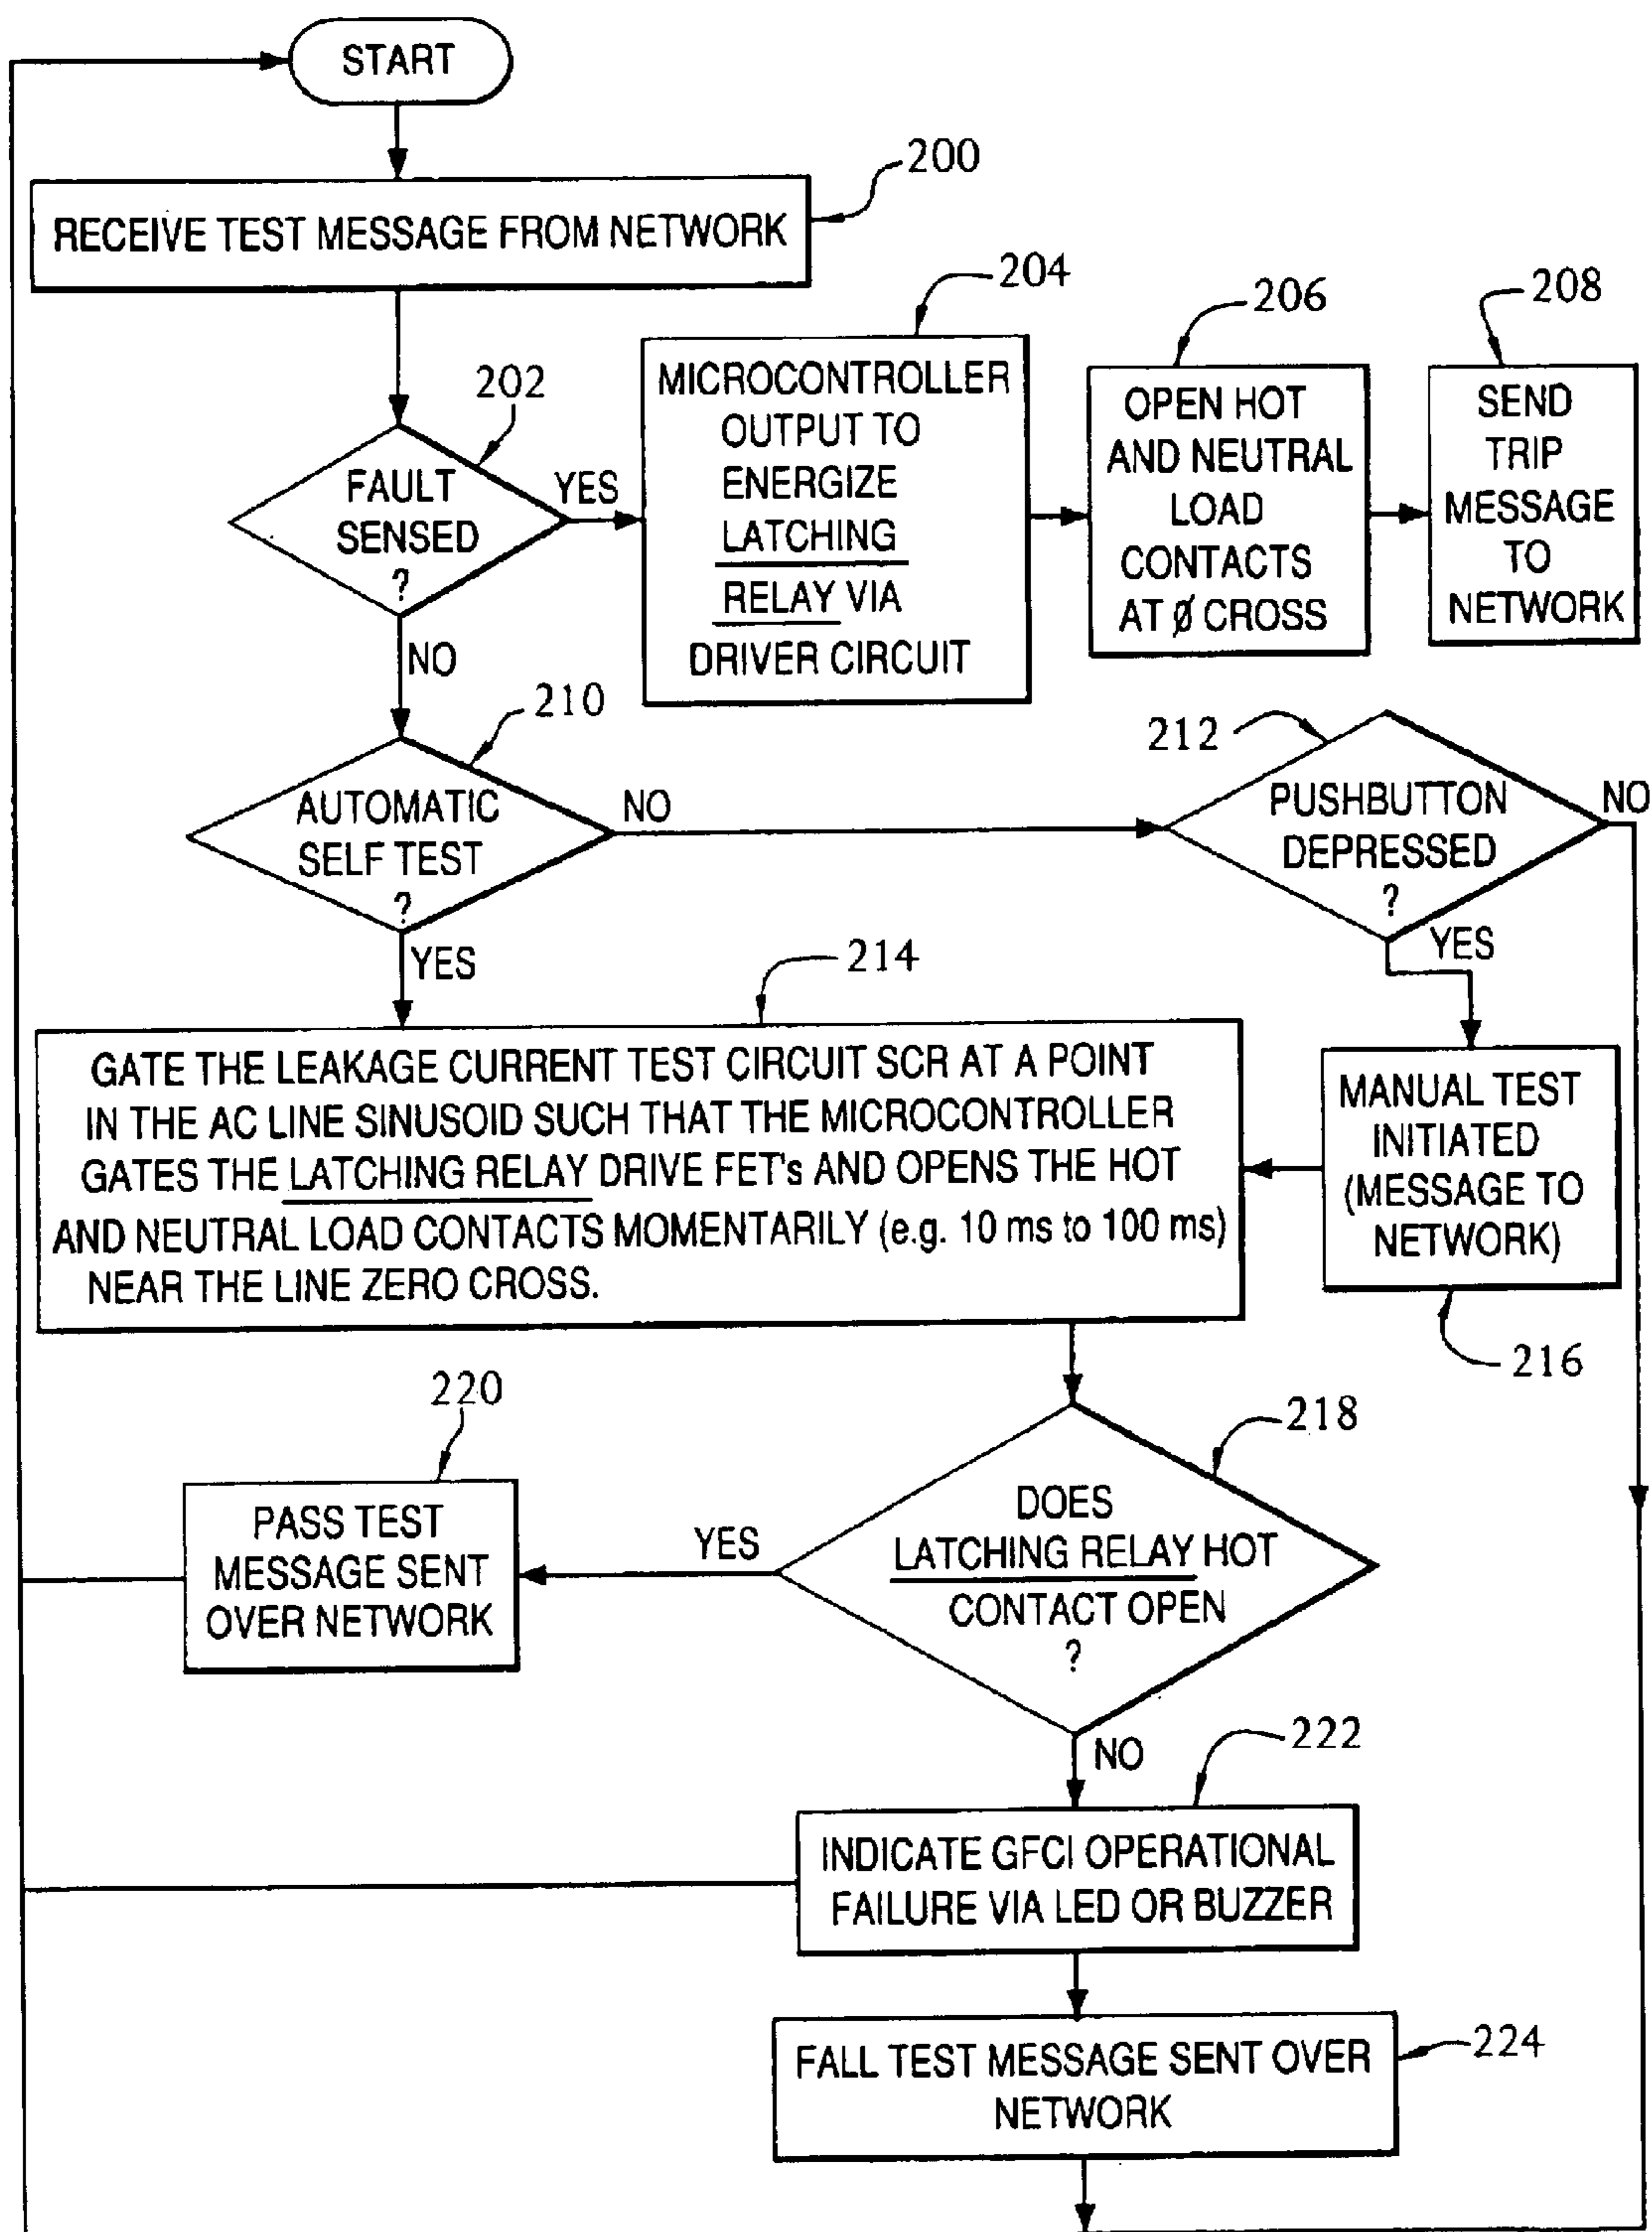 START
200
RECEIVE TEST MESSAGE FROM NETWORK
202
FAULT
SENSED
?
YES
NO
204
MICROCONTROLLER
OUTPUT TO
ENERGIZE
LATCHING
RELAY VIA
DRIVER CIRCUIT
206
OPEN HOT
AND NEUTRAL
LOAD
CONTACTS
AT Ø CROSS
208
SEND
TRIP
MESSAGE
TO
NETWORK
210
AUTOMATIC
SELF TEST
?
NO
YES
212
PUSHBUTTON
DEPRESSED
?
NO
YES
214
GATE THE LEAKAGE CURRENT TEST CIRCUIT SCR AT A POINT
IN THE AC LINE SINUSOID SUCH THAT THE MICROCONTROLLER
GATES THE LATCHING RELAY DRIVE FET's AND OPENS THE HOT
AND NEUTRAL LOAD CONTACTS MOMENTARILY (e.g. 10 ms to 100 ms)
NEAR THE LINE ZERO CROSS.
MANUAL TEST
INITIATED
(MESSAGE TO
NETWORK)
216
218
DOES
LATCHING RELAY HOT
CONTACT OPEN
?
YES
NO
220
PASS TEST
MESSAGE SENT
OVER NETWORK
222
INDICATE GFCI OPERATIONAL
FAILURE VIA LED OR BUZZER
224
FALL TEST MESSAGE SENT OVER
NETWORK